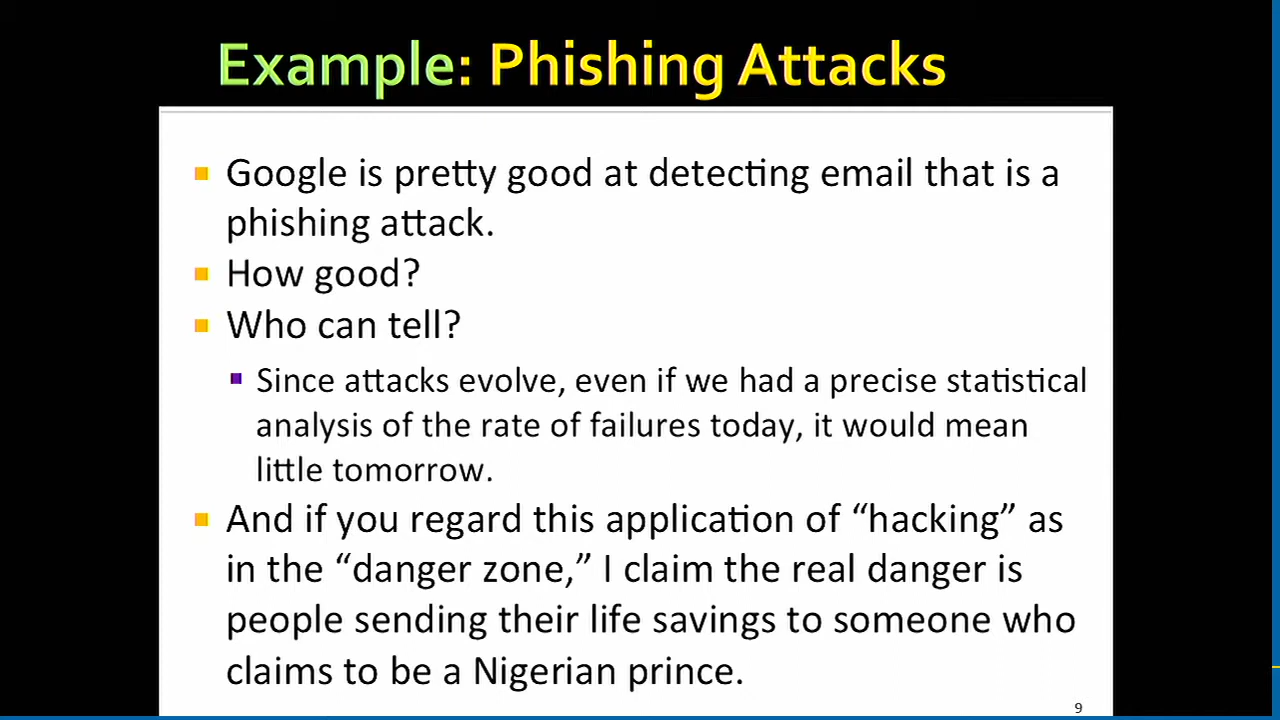 Example: Phishing Attacks
Google is pretty good at detecting email that is a
phishing attack.
How good?
Who can tell?
Since attacks evolve, even if we had a precise statistical
analysis of the rate of failures today, it would mean
little tomorrow.
And if you regard this application of “hacking” as
in the “danger zone,” I claim the real danger is
people sending their life savings to someone who
claims to be a Nigerian prince.
9